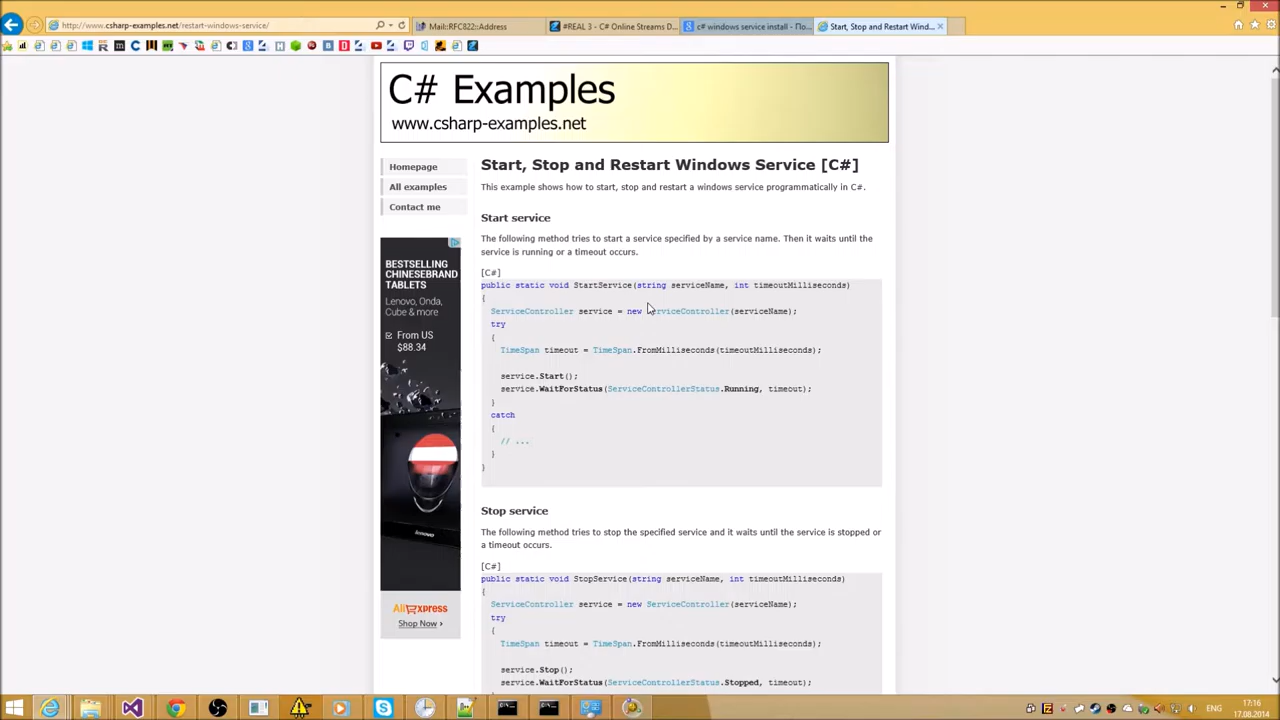 http://www.csharp-examples.net/restart-windows-service/
Mail::RFC822::Address
#REAL 3 - C# Online Streams D...
c# windows service install - По...
Start, Stop and Restart Wind...
C# Examples
www.csharp-examples.net
Homepage
All examples
Contact me
BESTSELLING
CHINESEBRAND
TABLETS
Lenovo, Onda,
Cube & more
From US
$88.34
lenovo
AliExpress
Shop Now ›
Start, Stop and Restart Windows Service [C#]
This example shows how to start, stop and restart a windows service programmatically in C#.
Start service
The following method tries to start a service specified by a service name. Then it waits until the
service is running or a timeout occurs.
[C#]
public static void StartService(string serviceName, int timeoutMilliseconds)
{
ServiceController service = new ServiceController(serviceName);
try
{
TimeSpan timeout = TimeSpan.FromMilliseconds(timeoutMilliseconds);
service.Start();
service.WaitForStatus(ServiceControllerStatus.Running, timeout);
}
catch
{
// ...
}
}
Stop service
The following method tries to stop the specified service and it waits until the service is stopped or
a timeout occurs.
[C#]
public static void StopService(string serviceName, int timeoutMilliseconds)
{
ServiceController service = new ServiceController(serviceName);
try
{
TimeSpan timeout = TimeSpan.FromMilliseconds(timeoutMilliseconds);
service.Stop();
service.WaitForStatus(ServiceControllerStatus.Stopped, timeout);
ENG
17:16
17.08.2014